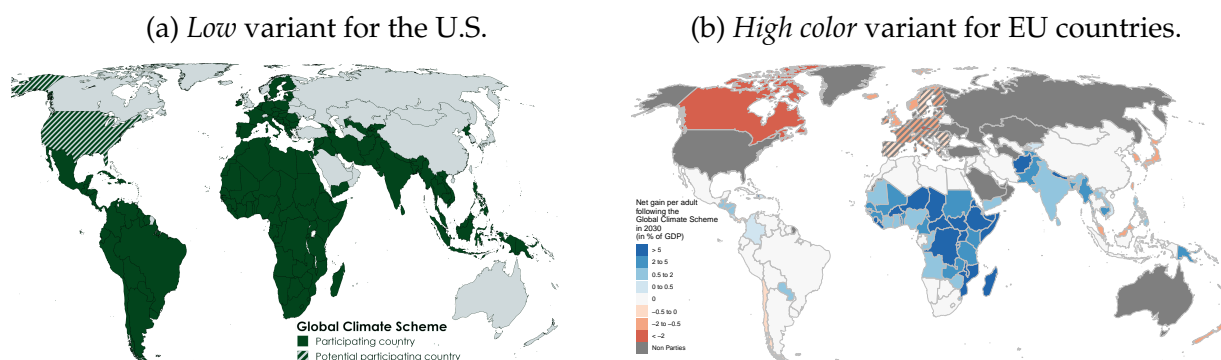 (a) Low variant for the U.S.
(b) High color variant for EU countries.
Global Climate Scheme
Participating country
Potential participating country
Net gain per adult
following the
Global Climate Scheme
in 2030
(in % of GDP)
> 5
2 to 5
0.5 to 2
0 to 0.5
0
−0.5 to 0
−2 to −0.5
< −2
Non Parties